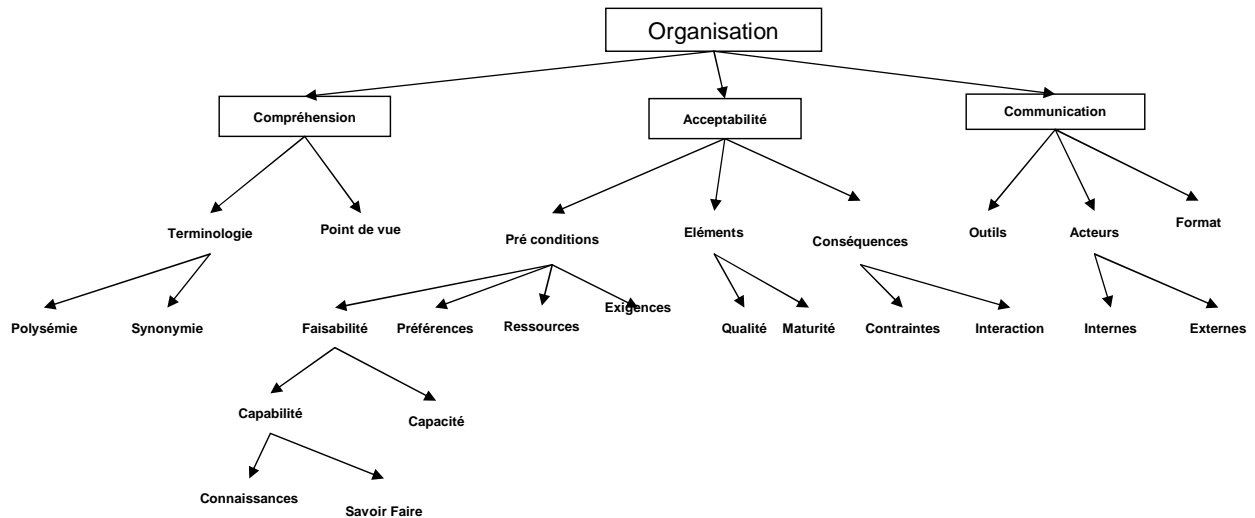 Organisation
Compréhension
Acceptabilité
Communication
Terminologie
Point de vue
Pré conditions
Eléments
Conséquences
Outils
Acteurs
Format
Polysémie
Synonymie
Faisabilité
Préférences
Ressources
Exigences
Qualité
Maturité
Contraintes
Interaction
Internes
Externes
Capabilité
Capacité
Connaissances
Savoir Faire